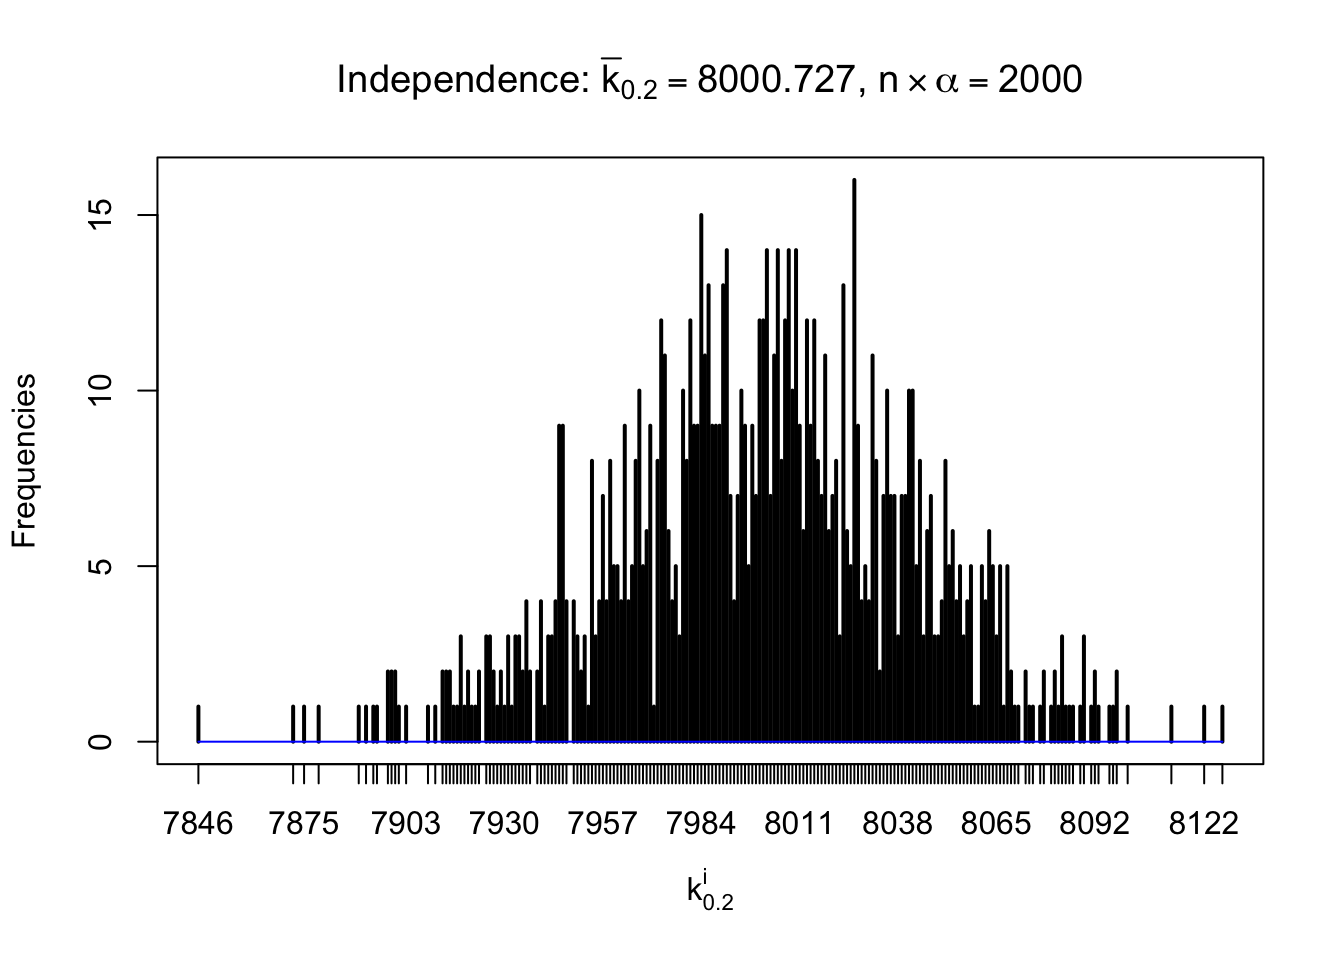 Independence: k̅₀.₂ = 8000.727, n × α = 2000
15
10
5
0
Frequencies
7846 7875 7903 7930 7957 7984 8011 8038 8065 8092 8122
kⁱ₀.₂